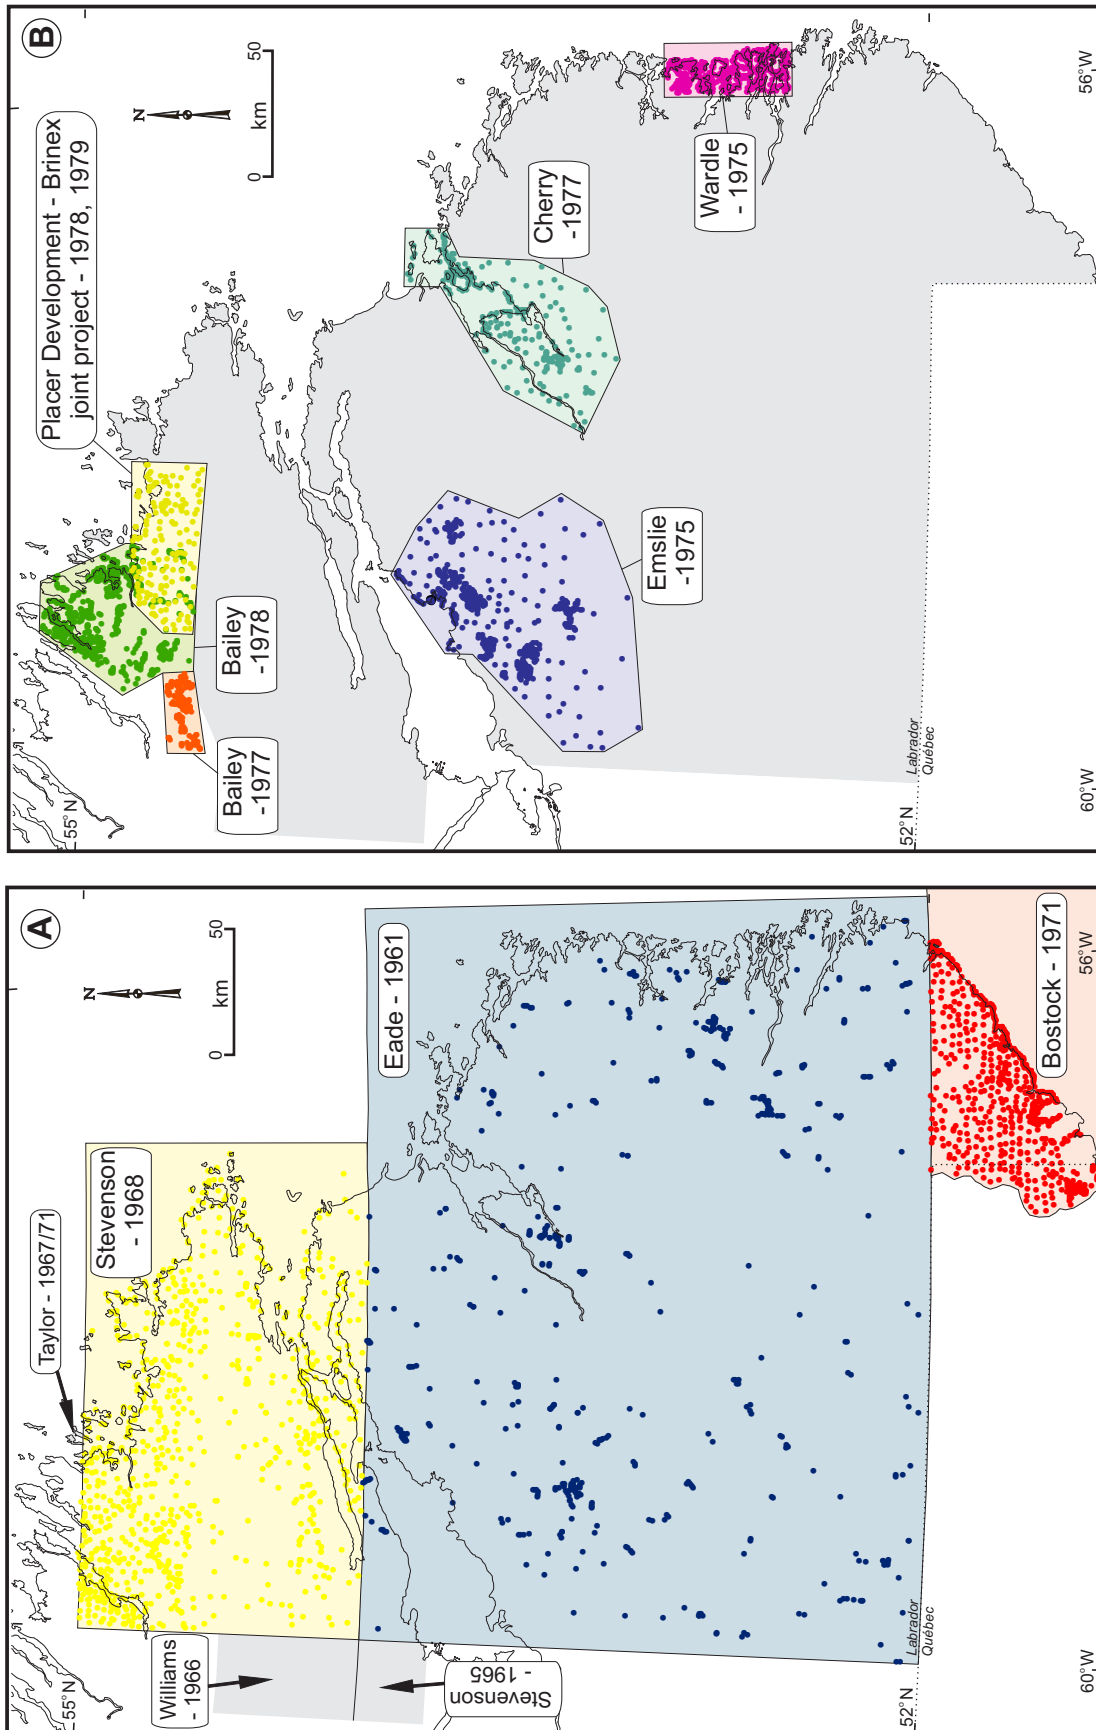 A
N
0 50
km
55°N
Taylor - 1967/71
Stevenson
- 1968
Williams
- 1966
Stevenson
- 1965
Eade - 1961
Bostock - 1971
52°N
Labrador
Québec
60°W
56°W
B
N
0 50
km
55°N
Placer Development - Brinex
joint project - 1978, 1979
Bailey
-1978
Bailey
-1977
Cherry
-1977
Wardle
- 1975
Emslie
-1975
52°N
Labrador
Québec
60°W
56°W